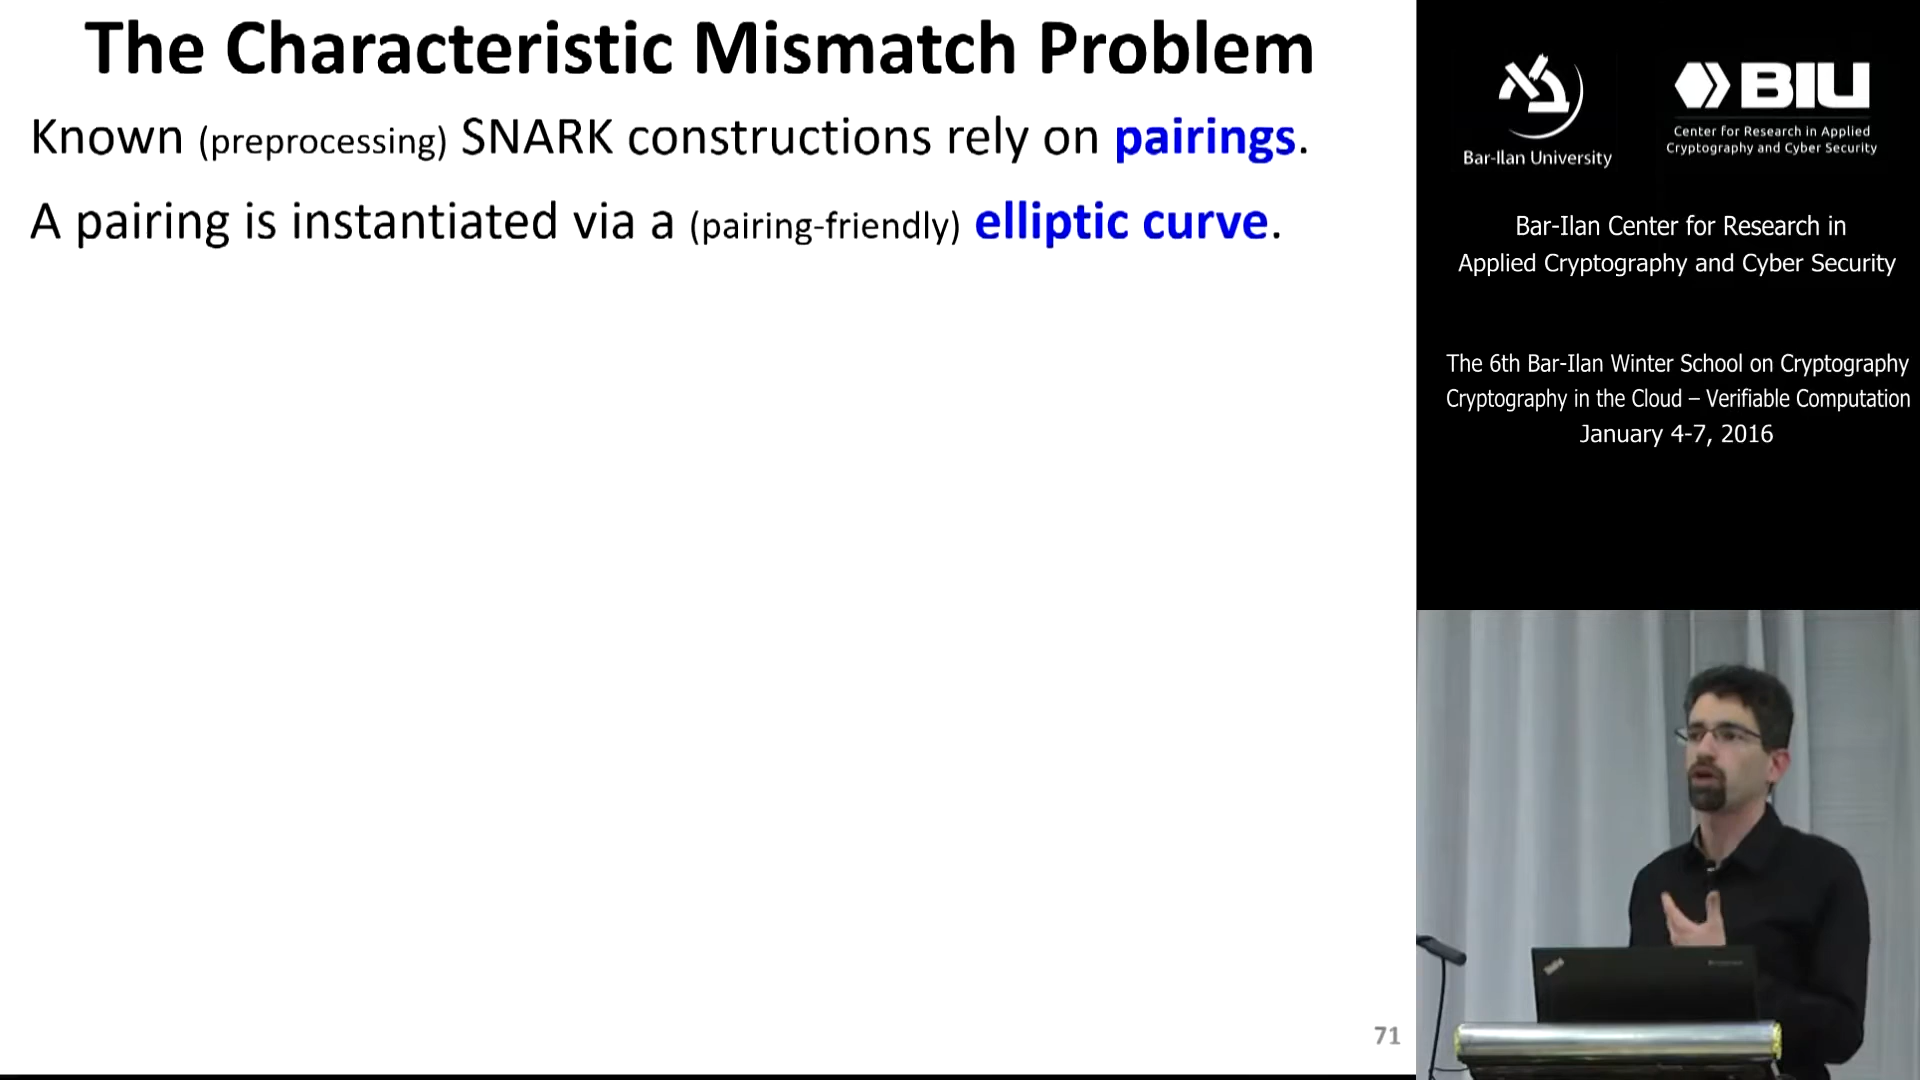 The Characteristic Mismatch Problem
Known (preprocessing) SNARK constructions rely on pairings.
A pairing is instantiated via a (pairing-friendly) elliptic curve.
71
Bar-Ilan University
BIU
Center for Research in Applied
Cryptography and Cyber Security
Bar-Ilan Center for Research in
Applied Cryptography and Cyber Security
The 6th Bar-Ilan Winter School on Cryptography
Cryptography in the Cloud – Verifiable Computation
January 4-7, 2016